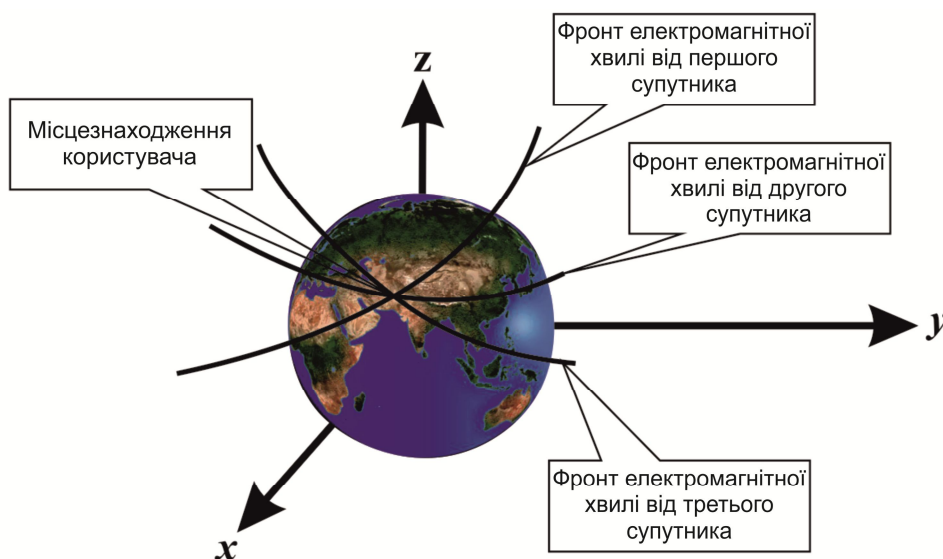 Фронт електромагнітної
хвилі від першого
супутника
z
Місцезнаходження
користувача
Фронт електромагнітної
хвилі від другого
супутника
y
Фронт електромагнітної
хвилі від третього
супутника
x